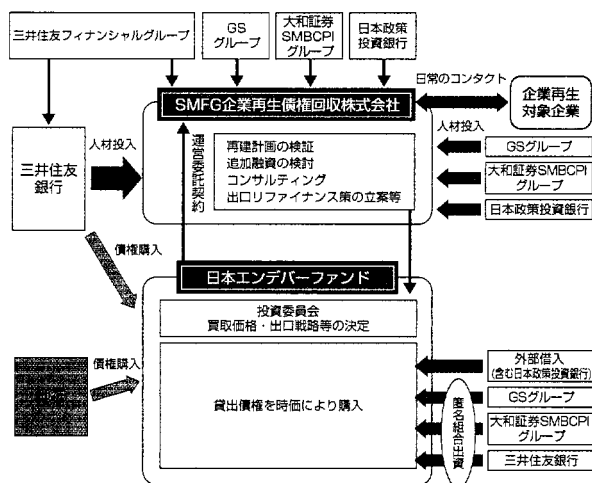 三井住友フィナンシャルグループ
GS
グループ
大和証券
SMBCPI
グループ
日本政策
投資銀行
SMFG企業再生債権回収株式会社
日常のコンタクト
企業再生
対象企業
三井住友
銀行
人材投入
運営委託契約
再建計画の検証
追加融資の検討
コンサルティング
出口リファイナンス策の立案等
人材投入
GSグループ
大和証券SMBCPI
グループ
日本政策投資銀行
債権購入
日本エンデバーファンド
投資委員会
買取価格・出口戦略等の決定
債権購入
貸出債権を時価により購入
外部借入
(含む日本政策投資銀行)
匿名組合出資
GSグループ
大和証券SMBCPI
グループ
三井住友銀行